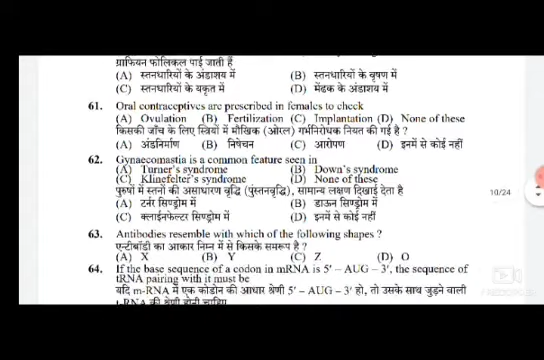 ग्राफियन फोलिकल पाई जाती हैं
(A) स्तनधारियों के अंडाशय में (B) स्तनधारियों के वृषण में
(C) स्तनधारियों के यकृत में (D) मेंढक के अंडाशय में
61. Oral contraceptives are prescribed in females to check
(A) Ovulation (B) Fertilization (C) Implantation (D) None of these
किसकी जाँच के लिए स्त्रियों में मौखिक (ओरल) गर्भनिरोधक नियत की गई है ?
(A) अंडनिर्माण (B) निषेचन (C) आरोपण (D) इनमें से कोई नहीं
62. Gynaecomastia is a common feature seen in
(A) Turner's syndrome (B) Down's syndrome
(C) Klinefelter's syndrome (D) None of these
पुरुषों में स्तनों की असाधारण वृद्धि (पुंस्तनवृद्धि), सामान्य लक्षण दिखाई देता है
10/24
(A) टर्नर सिण्ड्रोम में (B) डाऊन सिण्ड्रोम में
(C) क्लाईनफेल्टर सिण्ड्रोम में (D) इनमें से कोई नहीं
63. Antibodies resemble with which of the following shapes ?
एन्टीबॉडी का आकार निम्न में से किसके समरूप है ?
(A) X (B) Y (C) Z (D) O
64. If the base sequence of a codon in mRNA is 5′ – AUG – 3′, the sequence of
tRNA pairing with it must be
यदि m-RNA में एक कोडोन की आधार श्रेणी 5′ – AUG – 3′ हो, तो उसके साथ जुड़ने वाली
t-RNA की श्रेणी होनी चाहिए